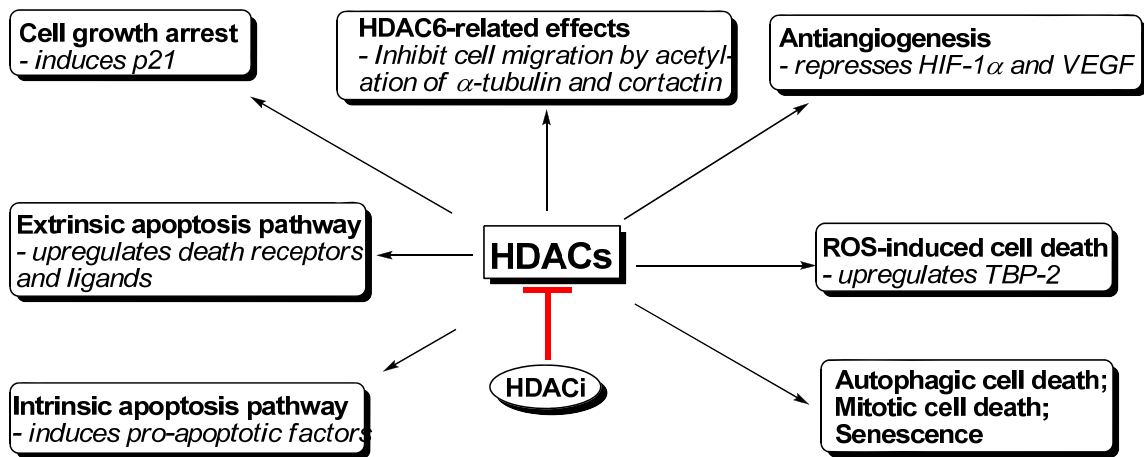 Cell growth arrest
- induces p21
HDAC6-related effects
- Inhibit cell migration by acetyl-
ation of α-tubulin and cortactin
Antiangiogenesis
- represses HIF-1α and VEGF
Extrinsic apoptosis pathway
- upregulates death receptors
and ligands
HDACs
ROS-induced cell death
- upregulates TBP-2
Intrinsic apoptosis pathway
- induces pro-apoptotic factors
HDACi
Autophagic cell death;
Mitotic cell death;
Senescence